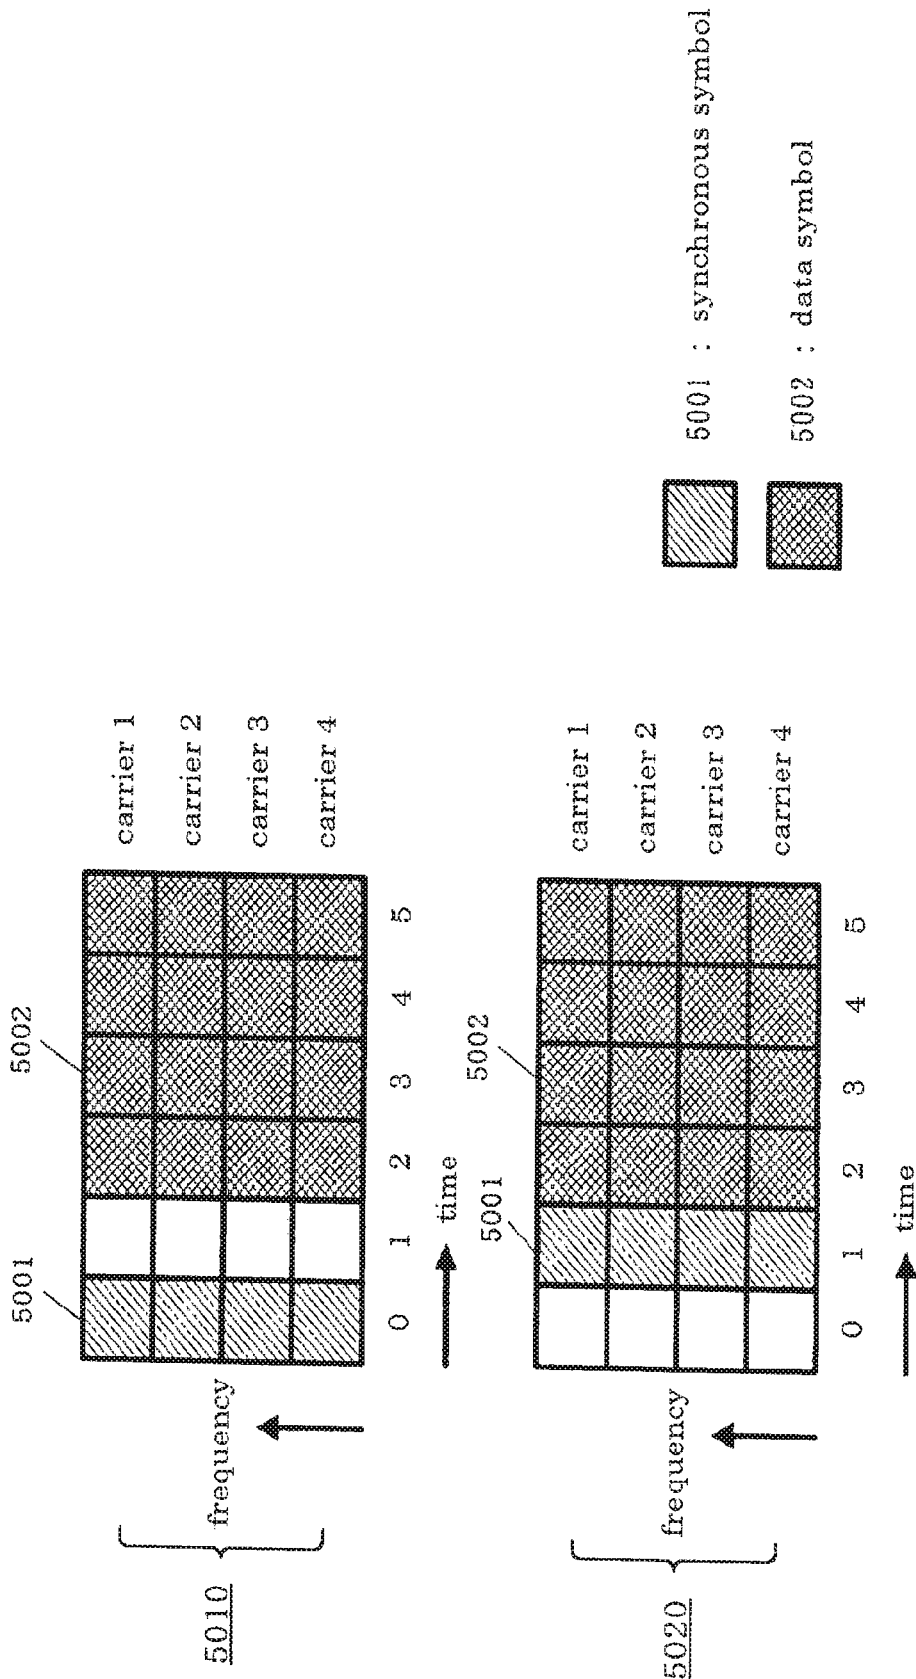 5001
5002
carrier 1
carrier 2
carrier 3
carrier 4
0 1 2 3 4 5
time
frequency
5010
5001
5002
carrier 1
carrier 2
carrier 3
carrier 4
0 1 2 3 4 5
time
frequency
5020
5001 : synchronous symbol
5002 : data symbol